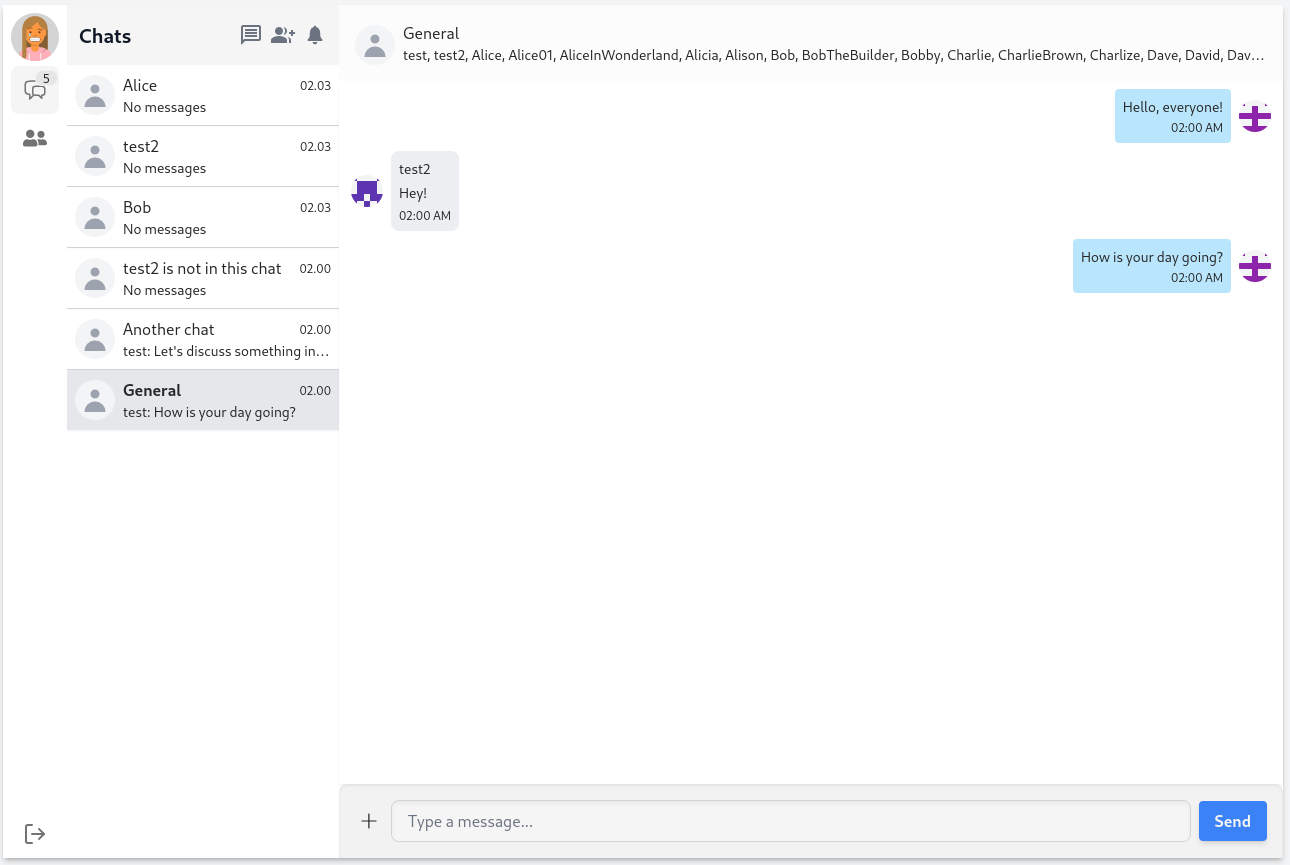 5
Chats
Alice 02.03
No messages
test2 02.03
No messages
Bob 02.03
No messages
test2 is not in this chat 02.00
No messages
Another chat 02.00
test: Let's discuss something in…
General 02.00
test: How is your day going?
General
test, test2, Alice, Alice01, AliceInWonderland, Alicia, Alison, Bob, BobTheBuilder, Bobby, Charlie, CharlieBrown, Charlize, Dave, David, Dav…
Hello, everyone!
02:00 AM
test2
Hey!
02:00 AM
How is your day going?
02:00 AM
Type a message...
Send